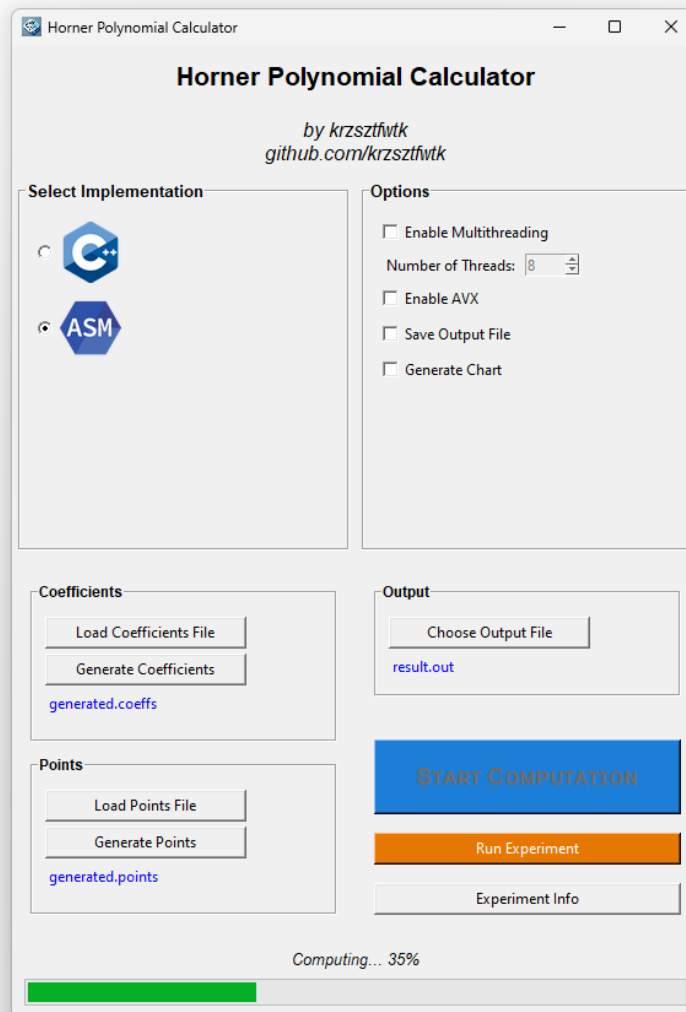 Horner Polynomial Calculator
Horner Polynomial Calculator
by krzsztfwtk
github.com/krzsztfwtk
Select Implementation
C++
ASM
Options
Enable Multithreading
Number of Threads: 8
Enable AVX
Save Output File
Generate Chart
Coefficients
Load Coefficients File
Generate Coefficients
generated.coeffs
Points
Load Points File
Generate Points
generated.points
Output
Choose Output File
result.out
START COMPUTATION
Run Experiment
Experiment Info
Computing... 35%